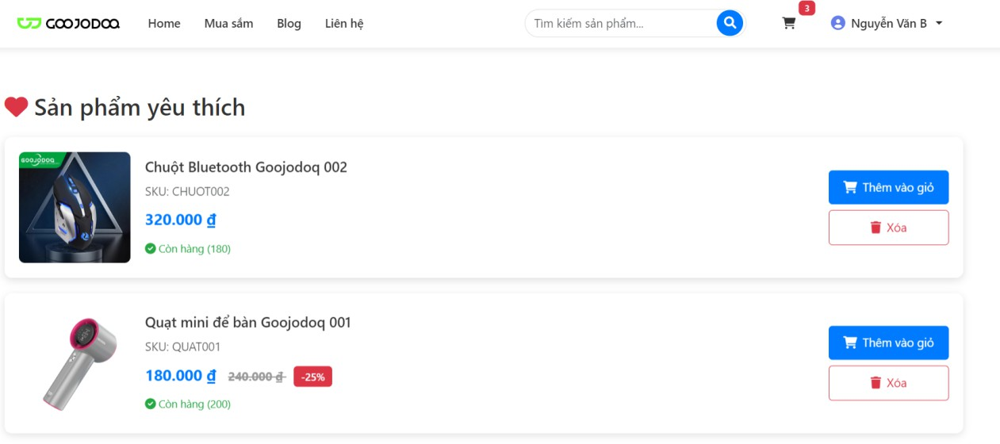 GOOJODOQ Home Mua sắm Blog Liên hệ Tìm kiếm sản phẩm... 3 Nguyễn Văn B
Sản phẩm yêu thích
GOOJODOQ
Chuột Bluetooth Goojodoq 002
SKU: CHUOT002
320.000 ₫
Còn hàng (180)
Thêm vào giỏ
Xóa
Quạt mini để bàn Goojodoq 001
SKU: QUAT001
180.000 ₫ 240.000 ₫ -25%
Còn hàng (200)
Thêm vào giỏ
Xóa